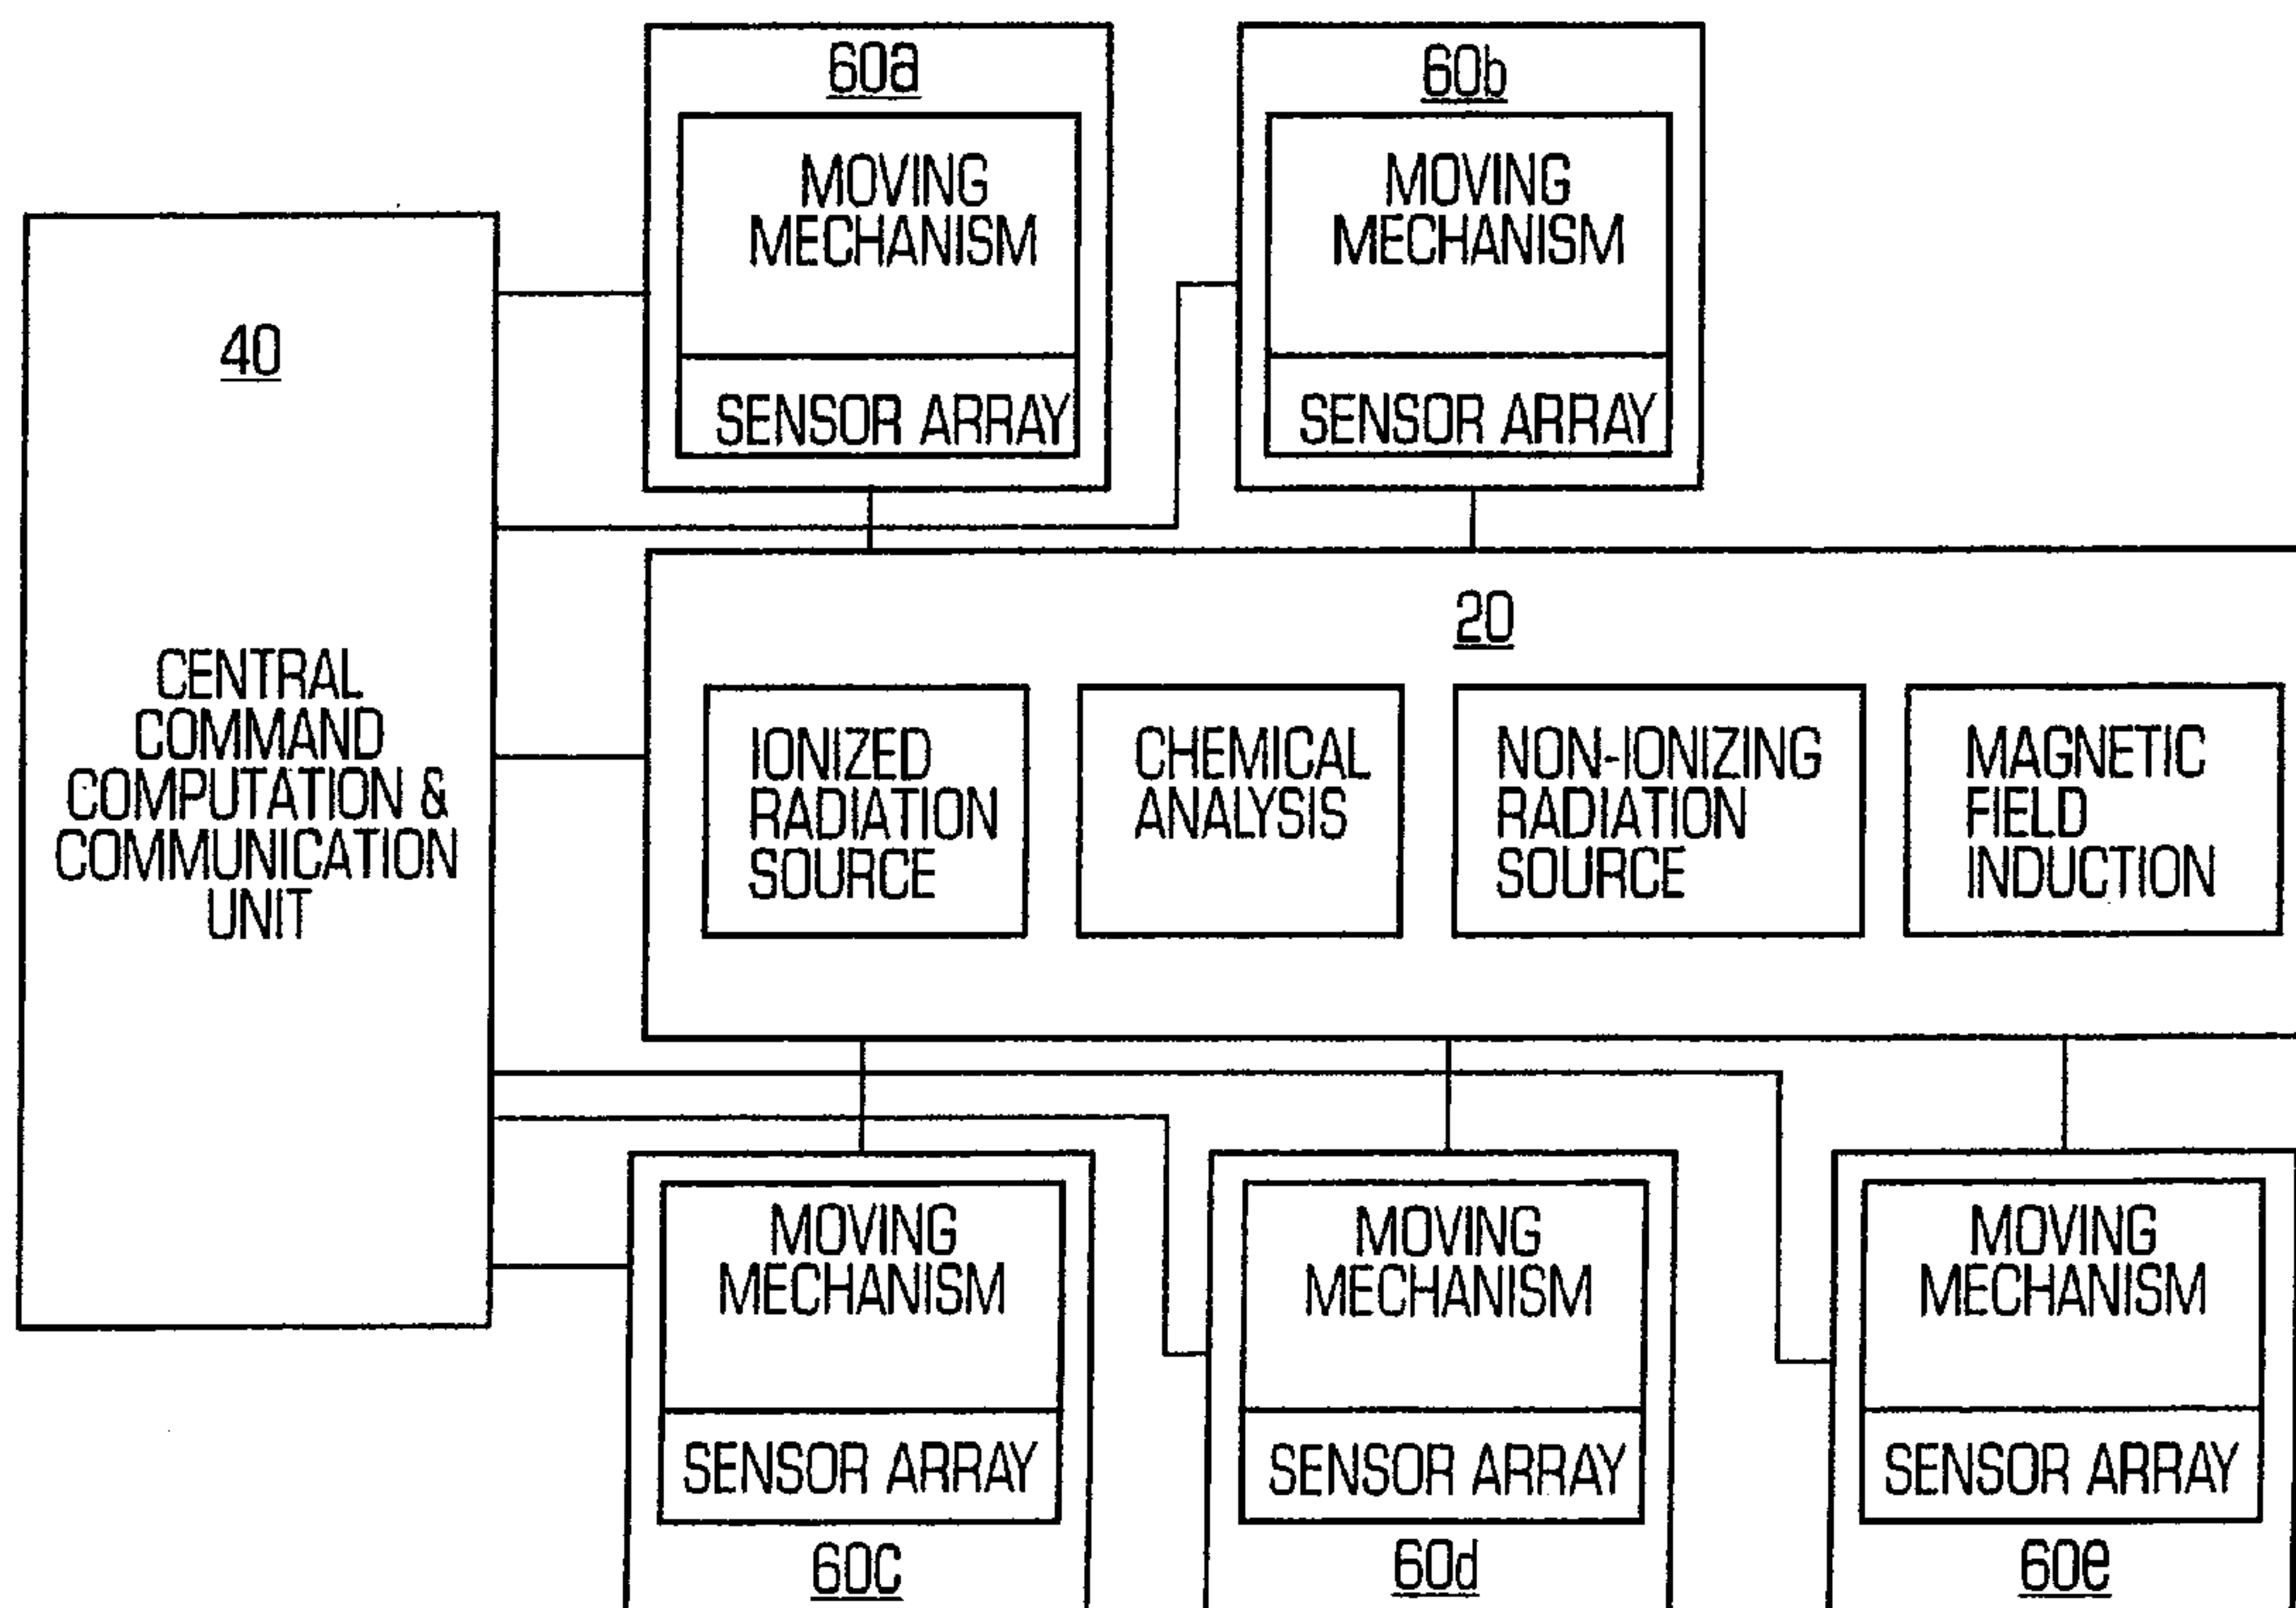 60a
MOVING
MECHANISM
SENSOR ARRAY
60b
MOVING
MECHANISM
SENSOR ARRAY
40
CENTRAL
COMMAND
COMPUTATION &
COMMUNICATION
UNIT
20
IONIZED
RADIATION
SOURCE
CHEMICAL
ANALYSIS
NON-IONIZING
RADIATION
SOURCE
MAGNETIC
FIELD
INDUCTION
MOVING
MECHANISM
SENSOR ARRAY
60c
MOVING
MECHANISM
SENSOR ARRAY
60d
MOVING
MECHANISM
SENSOR ARRAY
60e